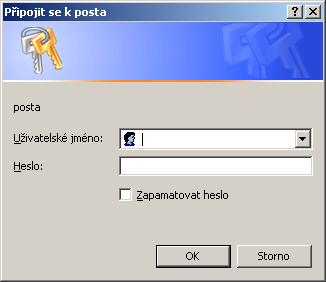 Připojit se k posta
posta
Uživatelské jméno:
Heslo:
Zapamatovat heslo
OK Storno